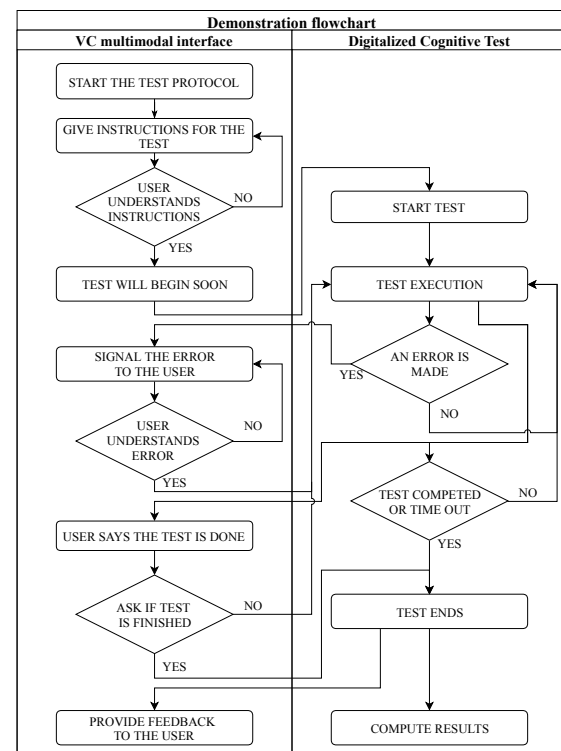 Demonstration flowchart
VC multimodal interface
Digitalized Cognitive Test
START THE TEST PROTOCOL
GIVE INSTRUCTIONS FOR THE
TEST
USER
UNDERSTANDS
INSTRUCTIONS
NO
YES
START TEST
TEST WILL BEGIN SOON
TEST EXECUTION
SIGNAL THE ERROR
TO THE USER
AN ERROR IS
MADE
YES
NO
USER
UNDERSTANDS
ERROR
NO
YES
TEST COMPETED
OR TIME OUT
NO
YES
USER SAYS THE TEST IS DONE
ASK IF TEST
IS FINISHED
NO
YES
TEST ENDS
PROVIDE FEEDBACK
TO THE USER
COMPUTE RESULTS